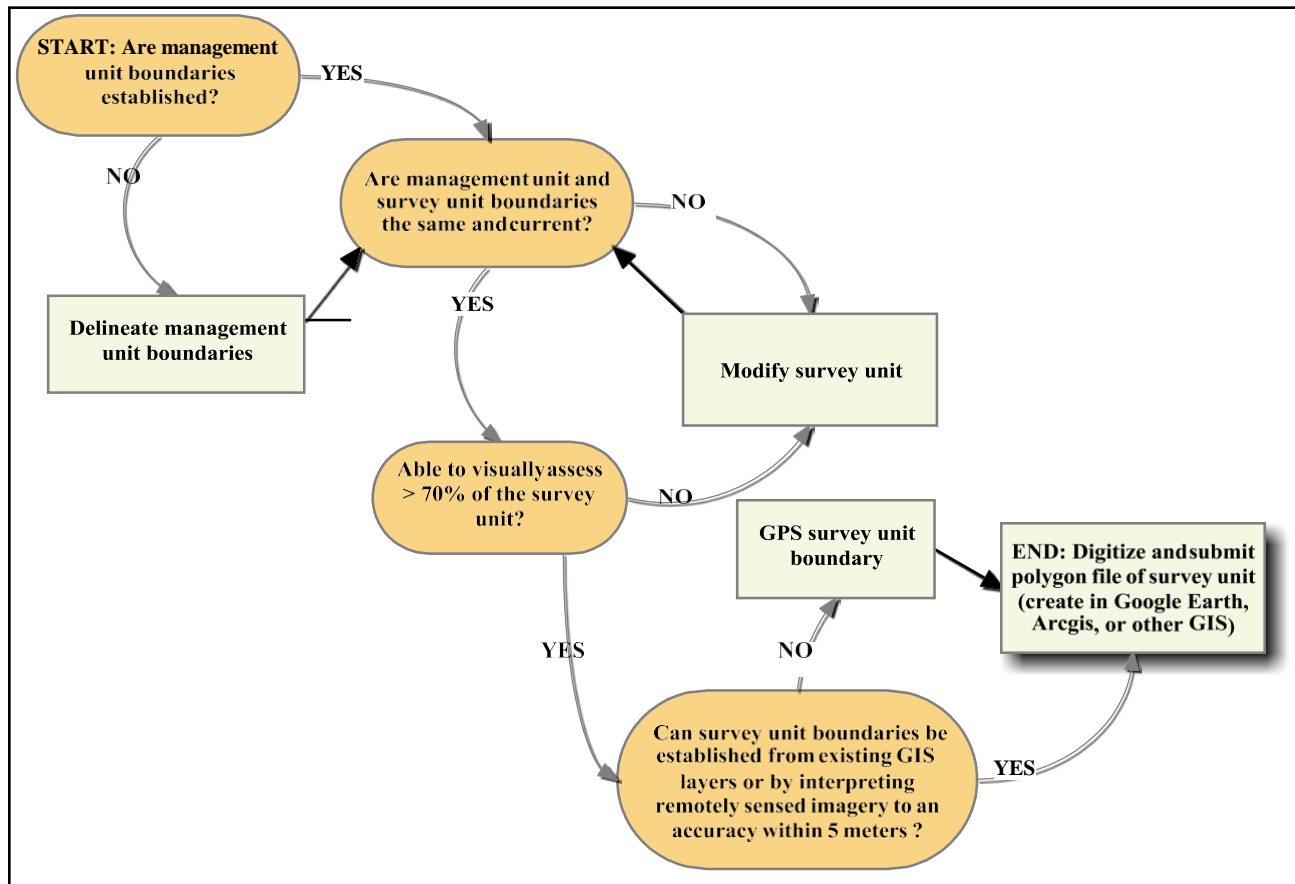 START: Are management
unit boundaries
established?
YES
NO
Are management unit and
survey unit boundaries
the same and current?
NO
Delineate management
unit boundaries
YES
Modify survey unit
Able to visually assess
> 70% of the survey
unit?
NO
GPS survey unit
boundary
END: Digitize and submit
polygon file of survey unit
(create in Google Earth,
Arcgis, or other GIS)
YES
NO
Can survey unit boundaries be
established from existing GIS
layers or by interpreting
remotely sensed imagery to an
accuracy within 5 meters ?
YES